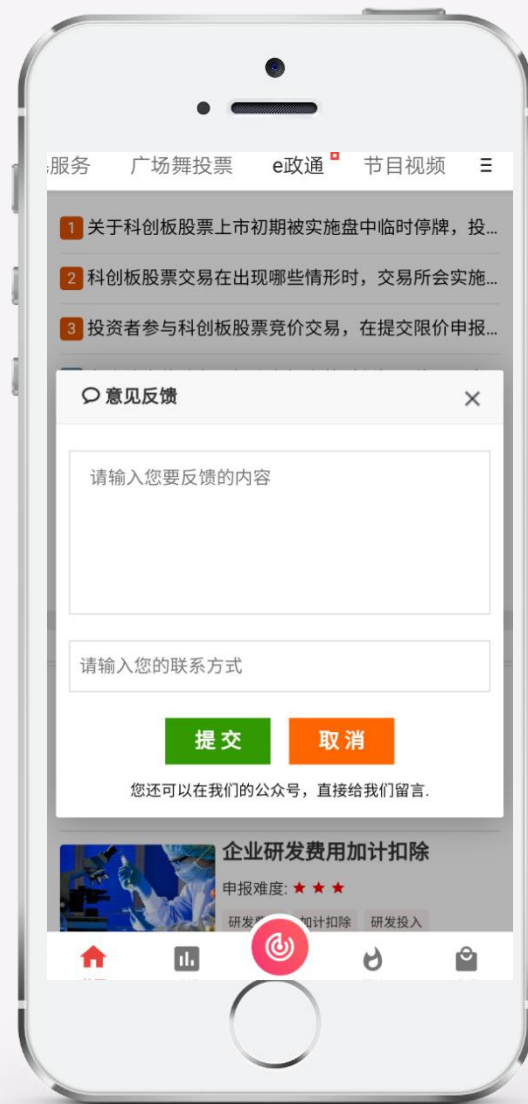 服务 广场舞投票 e政通 节目视频
1 关于科创板股票上市初期被实施盘中临时停牌，投...
2 科创板股票交易在出现哪些情形时，交易所会实施...
3 投资者参与科创板股票竞价交易，在提交限价申报...
意见反馈
请输入您要反馈的内容
请输入您的联系方式
提交 取消
您还可以在我们的公众号，直接给我们留言.
企业研发费用加计扣除
申报难度: ★ ★ ★
研发 加计扣除 研发投入